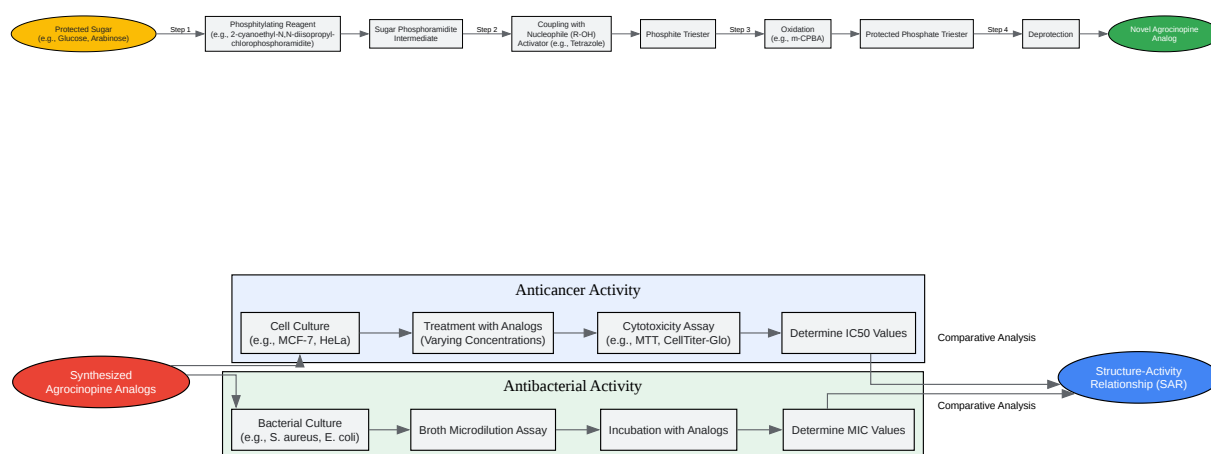 Protected Sugar
(e.g., Glucose, Arabinose)
Step 1
Phosphitylating Reagent
(e.g., 2-cyanoethyl-N,N-diisopropyl-
chlorophosphoramidite)
Sugar Phosphoramidite
Intermediate
Step 2
Coupling with
Nucleophile (R-OH)
Activator (e.g., Tetrazole)
Phosphite Triester
Step 3
Oxidation
(e.g., m-CPBA)
Protected Phosphate Triester
Step 4
Deprotection
Novel Agrocinopine
Analog
Anticancer Activity
Cell Culture
(e.g., MCF-7, HeLa)
Treatment with Analogs
(Varying Concentrations)
Cytotoxicity Assay
(e.g., MTT, CellTiter-Glo)
Determine IC50 Values
Comparative Analysis
Synthesized
Agrocinopine Analogs
Structure-Activity
Relationship (SAR)
Antibacterial Activity
Comparative Analysis
Bacterial Culture
(e.g., S. aureus, E. coli)
Broth Microdilution Assay
Incubation with Analogs
Determine MIC Values